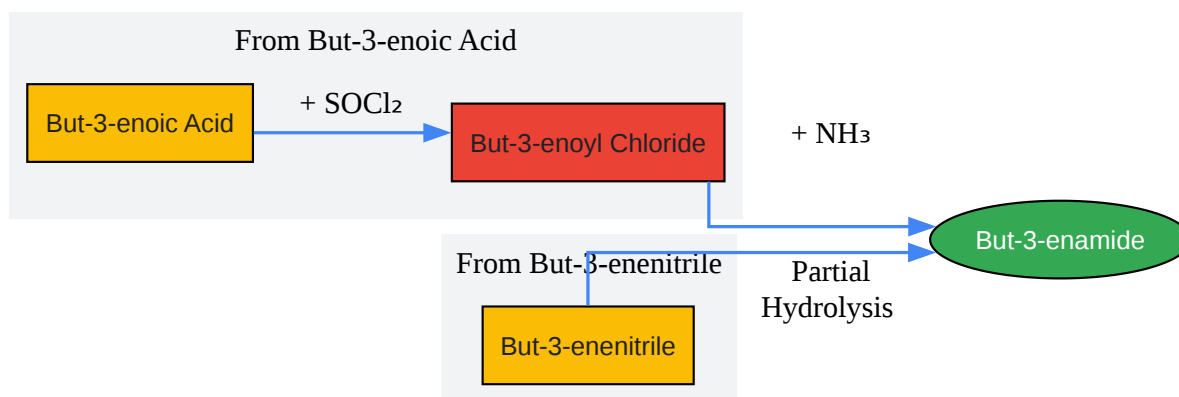 From But-3-enoic Acid
+ SOCl₂
But-3-enoic Acid
But-3-enoyl Chloride
+ NH₃
But-3-enamide
From But-3-enenitrile
Partial
Hydrolysis
But-3-enenitrile